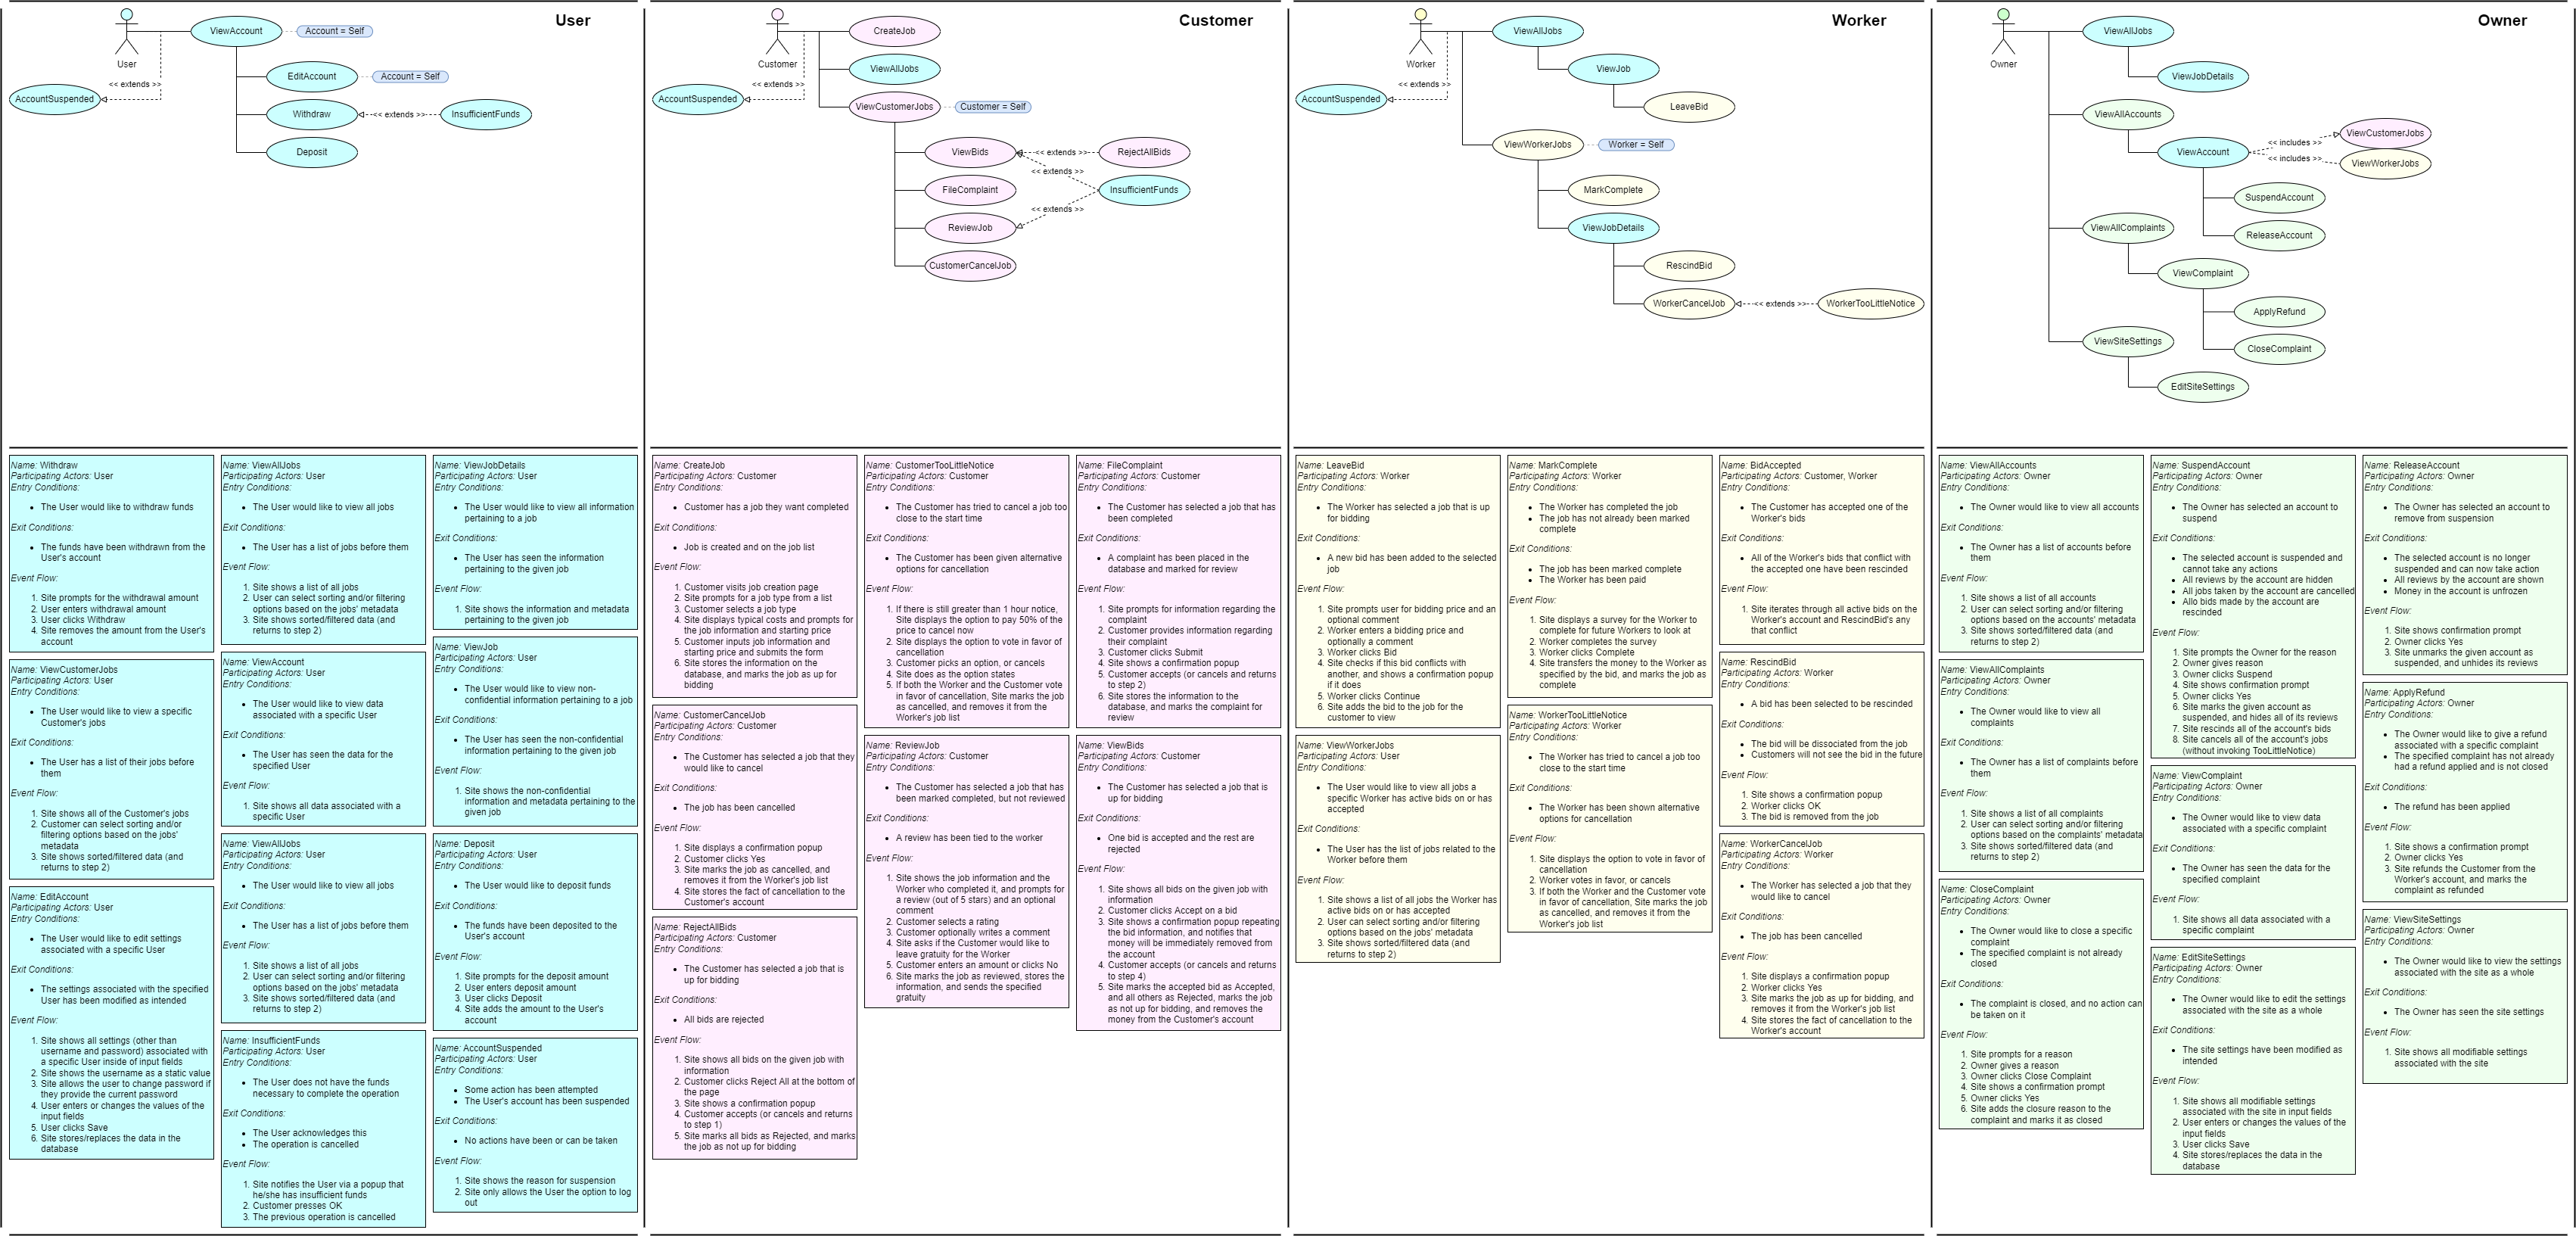 User
User
ViewAccount
Account = Self
<< extends >>
AccountSuspended
EditAccount
Account = Self
Withdraw
<< extends >>
InsufficientFunds
Deposit
Customer
Customer
CreateJob
ViewAllJobs
<< extends >>
AccountSuspended
ViewCustomerJobs
Customer = Self
ViewBids
<< extends >>
RejectAllBids
<< extends >>
FileComplaint
InsufficientFunds
<< extends >>
ReviewJob
CustomerCancelJob
Worker
Worker
ViewAllJobs
ViewJob
<< extends >>
AccountSuspended
LeaveBid
ViewWorkerJobs
Worker = Self
MarkComplete
ViewJobDetails
RescindBid
WorkerCancelJob
<< extends >>
WorkerTooLittleNotice
Owner
Owner
ViewAllJobs
ViewJobDetails
ViewAllAccounts
ViewAccount
<< includes >>
<< includes >>
ViewCustomerJobs
ViewWorkerJobs
SuspendAccount
ReleaseAccount
ViewAllComplaints
ViewComplaint
ApplyRefund
CloseComplaint
ViewSiteSettings
EditSiteSettings
Name: Withdraw
Participating Actors: User
Entry Conditions:
• The User would like to withdraw funds
Exit Conditions:
• The funds have been withdrawn from the
User's account
Event Flow:
1. Site prompts for the withdrawal amount
2. User enters withdrawal amount
3. User clicks Withdraw
4. Site removes the amount from the User's
account
Name: ViewCustomerJobs
Participating Actors: User
Entry Conditions:
• The User would like to view a specific
Customer's jobs
Exit Conditions:
• The User has a list of their jobs before
them
Event Flow:
1. Site shows all of the Customer's jobs
2. Customer can select sorting and/or
filtering options based on the jobs'
metadata
3. Site shows sorted/filtered data (and
returns to step 2)
Name: EditAccount
Participating Actors: User
Entry Conditions:
• The User would like to edit settings
associated with a specific User
Exit Conditions:
• The settings associated with the specified
User has been modified as intended
Event Flow:
1. Site shows all settings (other than
username and password) associated with
a specific User inside of input fields
2. Site shows the username as a static value
3. Site allows the user to change password if
they provide the current password
4. User enters or changes the values of the
input fields
5. User clicks Save
6. Site stores/replaces the data in the
database
Name: ViewAllJobs
Participating Actors: User
Entry Conditions:
• The User would like to view all jobs
Exit Conditions:
• The User has a list of jobs before them
Event Flow:
1. Site shows a list of all jobs
2. User can select sorting and/or filtering
options based on the jobs' metadata
3. Site shows sorted/filtered data (and
returns to step 2)
Name: ViewAccount
Participating Actors: User
Entry Conditions:
• The User would like to view data
associated with a specific User
Exit Conditions:
• The User has seen the data for the
specified User
Event Flow:
1. Site shows all data associated with a
specific User
Name: ViewAllJobs
Participating Actors: User
Entry Conditions:
• The User would like to view all jobs
Exit Conditions:
• The User has a list of jobs before them
Event Flow:
1. Site shows a list of all jobs
2. User can select sorting and/or filtering
options based on the jobs' metadata
3. Site shows sorted/filtered data (and
returns to step 2)
Name: InsufficientFunds
Participating Actors: User
Entry Conditions:
• The User does not have the funds
necessary to complete the operation
Exit Conditions:
• The User acknowledges this
• The operation is cancelled
Event Flow:
1. Site notifies the User via a popup that
he/she has insufficient funds
2. Customer presses OK
3. The previous operation is cancelled
Name: ViewJobDetails
Participating Actors: User
Entry Conditions:
• The User would like to view all information
pertaining to a job
Exit Conditions:
• The User has seen the information
pertaining to the given job
Event Flow:
1. Site shows the information and metadata
pertaining to the given job
Name: ViewJob
Participating Actors: User
Entry Conditions:
• The User would like to view non-
confidential information pertaining to a job
Exit Conditions:
• The User has seen the non-confidential
information pertaining to the given job
Event Flow:
1. Site shows the non-confidential
information and metadata pertaining to the
given job
Name: Deposit
Participating Actors: User
Entry Conditions:
• The User would like to deposit funds
Exit Conditions:
• The funds have been deposited to the
User's account
Event Flow:
1. Site prompts for the deposit amount
2. User enters deposit amount
3. User clicks Deposit
4. Site adds the amount to the User's
account
Name: AccountSuspended
Participating Actors: User
Entry Conditions:
• Some action has been attempted
• The User's account has been suspended
Exit Conditions:
• No actions have been or can be taken
Event Flow:
1. Site shows the reason for suspension
2. Site only allows the User the option to log
out
Name: CreateJob
Participating Actors: Customer
Entry Conditions:
• Customer has a job they want completed
Exit Conditions:
• Job is created and on the job list
Event Flow:
1. Customer visits job creation page
2. Site prompts for a job type from a list
3. Customer selects a job type
4. Site displays typical costs and prompts for
the job information and starting price
5. Customer inputs job information and
starting price and submits the form
6. Site stores the information on the
database, and marks the job as up for
bidding
Name: CustomerCancelJob
Participating Actors: Customer
Entry Conditions:
• The Customer has selected a job that they
would like to cancel
Exit Conditions:
• The job has been cancelled
Event Flow:
1. Site displays a confirmation popup
2. Customer clicks Yes
3. Site marks the job as cancelled, and
removes it from the Worker's job list
4. Site stores the fact of cancellation to the
Customer's account
Name: RejectAllBids
Participating Actors: Customer
Entry Conditions:
• The Customer has selected a job that is
up for bidding
Exit Conditions:
• All bids are rejected
Event Flow:
1. Site shows all bids on the given job with
information
2. Customer clicks Reject All at the bottom of
the page
3. Site shows a confirmation popup
4. Customer accepts (or cancels and returns
to step 1)
5. Site marks all bids as Rejected, and marks
the job as not up for bidding
Name: CustomerTooLittleNotice
Participating Actors: Customer
Entry Conditions:
• The Customer has tried to cancel a job too
close to the start time
Exit Conditions:
• The Customer has been given alternative
options for cancellation
Event Flow:
1. If there is still greater than 1 hour notice,
Site displays the option to pay 50% of the
price to cancel now
2. Site displays the option to vote in favor of
cancellation
3. Customer picks an option, or cancels
4. Site does as the option states
5. If both the Worker and the Customer vote
in favor of cancellation, Site marks the job
as cancelled, and removes it from the
Worker's job list
Name: ReviewJob
Participating Actors: Customer
Entry Conditions:
• The Customer has selected a job that has
been marked completed, but not reviewed
Exit Conditions:
• A review has been tied to the worker
Event Flow:
1. Site shows the job information and the
Worker who completed it, and prompts for
a review (out of 5 stars) and an optional
comment
2. Customer selects a rating
3. Customer optionally writes a comment
4. Site asks if the Customer would like to
leave gratuity for the Worker
5. Customer enters an amount or clicks No
6. Site marks the job as reviewed, stores the
information, and sends the specified
gratuity
Name: FileComplaint
Participating Actors: Customer
Entry Conditions:
• The Customer has selected a job that has
been completed
Exit Conditions:
• A complaint has been placed in the
database and marked for review
Event Flow:
1. Site prompts for information regarding the
complaint
2. Customer provides information regarding
their complaint
3. Customer clicks Submit
4. Site shows a confirmation popup
5. Customer accepts (or cancels and returns
to step 2)
6. Site stores the information to the
database, and marks the complaint for
review
Name: ViewBids
Participating Actors: Customer
Entry Conditions:
• The Customer has selected a job that is
up for bidding
Exit Conditions:
• One bid is accepted and the rest are
rejected
Event Flow:
1. Site shows all bids on the given job with
information
2. Customer clicks Accept on a bid
3. Site shows a confirmation popup repeating
the bid information, and notifies that
money will be immediately removed from
the account
4. Customer accepts (or cancels and returns
to step 4)
5. Site marks the accepted bid as Accepted,
and all others as Rejected, marks the job
as not up for bidding, and removes the
money from the Customer's account
Name: LeaveBid
Participating Actors: Worker
Entry Conditions:
• The Worker has selected a job that is up
for bidding
Exit Conditions:
• A new bid has been added to the selected
job
Event Flow:
1. Site prompts user for bidding price and an
optional comment
2. Worker enters a bidding price and
optionally a comment
3. Worker clicks Bid
4. Site checks if this bid conflicts with
another, and shows a confirmation popup
if it does
5. Worker clicks Continue
6. Site adds the bid to the job for the
customer to view
Name: ViewWorkerJobs
Participating Actors: User
Entry Conditions:
• The User would like to view all jobs
a specific Worker has active bids on or has
accepted
Exit Conditions:
• The User has the list of jobs related to the
Worker before them
Event Flow:
1. Site shows a list of all jobs the Worker has
active bids on or has accepted
2. User can select sorting and/or filtering
options based on the jobs' metadata
3. Site shows sorted/filtered data (and
returns to step 2)
Name: MarkComplete
Participating Actors: Worker
Entry Conditions:
• The Worker has completed the job
• The job has not already been marked
complete
Exit Conditions:
• The job has been marked complete
• The Worker has been paid
Event Flow:
1. Site displays a survey for the Worker to
complete for future Workers to look at
2. Worker completes the survey
3. Worker clicks Complete
4. Site transfers the money to the Worker as
specified by the bid, and marks the job as
complete
Name: WorkerTooLittleNotice
Participating Actors: Worker
Entry Conditions:
• The Worker has tried to cancel a job too
close to the start time
Exit Conditions:
• The Worker has been shown alternative
options for cancellation
Event Flow:
1. Site displays the option to vote in favor of
cancellation
2. Worker votes in favor, or cancels
3. If both the Worker and the Customer vote
in favor of cancellation, Site marks the job
as cancelled, and removes it from the
Worker's job list
Name: BidAccepted
Participating Actors: Customer, Worker
Entry Conditions:
• The Customer has accepted one of the
Worker's bids
Exit Conditions:
• All of the Worker's bids that conflict with
the accepted one have been rescinded
Event Flow:
1. Site iterates through all active bids on the
Worker's account and RescindBid's any
that conflict
Name: RescindBid
Participating Actors: Worker
Entry Conditions:
• A bid has been selected to be rescinded
Exit Conditions:
• The bid will be dissociated from the job
• Customers will not see the bid in the future
Event Flow:
1. Site shows a confirmation popup
2. Worker clicks OK
3. The bid is removed from the job
Name: WorkerCancelJob
Participating Actors: Worker
Entry Conditions:
• The Worker has selected a job that they
would like to cancel
Exit Conditions:
• The job has been cancelled
Event Flow:
1. Site displays a confirmation popup
2. Worker clicks Yes
3. Site marks the job as up for bidding, and
removes it from the Worker's job list
4. Site stores the fact of cancellation to the
Worker's account
Name: ViewAllAccounts
Participating Actors: Owner
Entry Conditions:
• The Owner would like to view all accounts
Exit Conditions:
• The Owner has a list of accounts before
them
Event Flow:
1. Site shows a list of all accounts
2. User can select sorting and/or filtering
options based on the accounts' metadata
3. Site shows sorted/filtered data (and
returns to step 2)
Name: ViewAllComplaints
Participating Actors: Owner
Entry Conditions:
• The Owner would like to view all
complaints
Exit Conditions:
• The Owner has a list of complaints before
them
Event Flow:
1. Site shows a list of all complaints
2. User can select sorting and/or filtering
options based on the complaints' metadata
3. Site shows sorted/filtered data (and
returns to step 2)
Name: CloseComplaint
Participating Actors: Owner
Entry Conditions:
• The Owner would like to close a specific
complaint
• The specified complaint is not already
closed
Exit Conditions:
• The complaint is closed, and no action can
be taken on it
Event Flow:
1. Site prompts for a reason
2. Owner gives a reason
3. Owner clicks Close Complaint
4. Site shows a confirmation prompt
5. Owner clicks Yes
6. Site adds the closure reason to the
complaint and marks it as closed
Name: SuspendAccount
Participating Actors: Owner
Entry Conditions:
• The Owner has selected an account to
suspend
Exit Conditions:
• The selected account is suspended and
cannot take any actions
• All reviews by the account are hidden
• All jobs taken by the account are cancelled
• Allo bids made by the account are
rescinded
Event Flow:
1. Site prompts the Owner for the reason
2. Owner gives reason
3. Owner clicks Suspend
4. Site shows confirmation prompt
5. Owner clicks Yes
6. Site marks the given account as
suspended, and hides all of its reviews
7. Site rescinds all of the account's bids
8. Site cancels all of the account's jobs
(without invoking TooLittleNotice)
Name: ViewComplaint
Participating Actors: Owner
Entry Conditions:
• The Owner would like to view data
associated with a specific complaint
Exit Conditions:
• The Owner has seen the data for the
specified complaint
Event Flow:
1. Site shows all data associated with a
specific complaint
Name: EditSiteSettings
Participating Actors: Owner
Entry Conditions:
• The Owner would like to edit the settings
associated with the site as a whole
Exit Conditions:
• The site settings have been modified as
intended
Event Flow:
1. Site shows all modifiable settings
associated with the site in input fields
2. User enters or changes the values of the
input fields
3. User clicks Save
4. Site stores/replaces the data in the
database
Name: ReleaseAccount
Participating Actors: Owner
Entry Conditions:
• The Owner has selected an account to
remove from suspension
Exit Conditions:
• The selected account is no longer
suspended and can now take action
• All reviews by the account are shown
• Money in the account is unfrozen
Event Flow:
1. Site shows confirmation prompt
2. Owner clicks Yes
3. Site unmarks the given account as
suspended, and unhides its reviews
Name: ApplyRefund
Participating Actors: Owner
Entry Conditions:
• The Owner would like to give a refund
associated with a specific complaint
• The specified complaint has not already
had a refund applied and is not closed
Exit Conditions:
• The refund has been applied
Event Flow:
1. Site shows a confirmation prompt
2. Owner clicks Yes
3. Site refunds the Customer from the
Worker's account, and marks the
complaint as refunded
Name: ViewSiteSettings
Participating Actors: Owner
Entry Conditions:
• The Owner would like to view the settings
associated with the site as a whole
Exit Conditions:
• The Owner has seen the site settings
Event Flow:
1. Site shows all modifiable settings
associated with the site